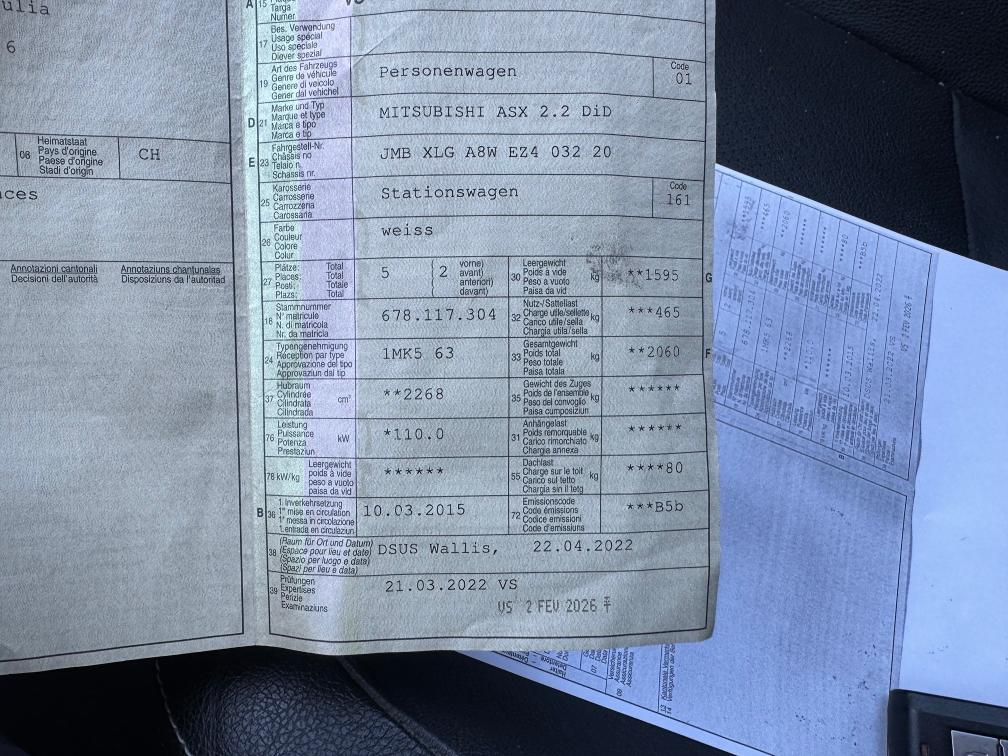 ulia
6
08 Heimatstaat
Pays d'origine
Paese d'origine
Stadi d'origin
CH
ces
Annotazioni cantonali
Decisioni dell'autorità
Annotaziuns chantunalas
Disposiziuns da l'autoritad
A 15
Targa
Numer
17 Bes. Verwendung
Usage spécial
Uso speciale
Diever spezial
19 Art des Fahrzeugs
Genre de véhicule
Genere di veicolo
Gener dal vehichel
Personenwagen
Code
01
D 21 Marke und Typ
Marque et type
Marca e tipo
Marca e tip
MITSUBISHI ASX 2.2 DiD
E 23 Fahrgestell-Nr.
Châssis no
Telaio n.
Schassis nr.
JMB XLG A8W EZ4 032 20
25 Karosserie
Carrosserie
Carrozzeria
Carossaria
Stationswagen
Code
161
26 Farbe
Couleur
Colore
Colur
weiss
27 Plätze: Total
Places: Total
Posti: Totale
Plazs: Total
5 ( 2 vorne)
avant)
anteriori)
davant)
30 Leergewicht
Poids à vide
Peso a vuoto
Paisa da vid
kg **1595 G
18 Stammnummer
N° matricule
N. di matricola
Nr. da matricla
678.117.304
32 Nutz-/Sattellast
Charge utile/sellette
Carico utile/sella
Chargia utila/sella
kg ***465
24 Typengenehmigung
Réception par type
Approvazione del tipo
Approvaziun dal tip
1MK5 63
33 Gesamtgewicht
Poids total
Peso totale
Paisa totala
kg **2060 F
37 Hubraum
Cylindrée
Cilindrata
Cilindrada
cm³ **2268
35 Gewicht des Zuges
Poids de l'ensemble
Peso del convoglio
Paisa cumposiziun
kg ******
76 Leistung
Puissance
Potenza
Prestaziun
kW *110.0
31 Anhängelast
Poids remorquable
Carico rimorchiato
Chargia annexa
kg ******
78 kW/kg Leergewicht
poids à vide
peso a vuoto
paisa da vid
******
55 Dachlast
Charge sur le toit
Carico sul tetto
Chargia sin il tetg
kg ****80
B 36 1. Inverkehrsetzung
1re mise en circulation
1a messa in circolazione
1. entrada en circulaziun
10.03.2015
72 Emissionscode
Code émissions
Codice emissioni
Code d'emissiuns
***B5b
38 (Raum für Ort und Datum)
(Espace pour lieu et date)
(Spazio per luogo e data)
(Spazi per lieu e data)
DSUS Wallis, 22.04.2022
39 Prüfungen
Expertises
Perizie
Examinaziuns
21.03.2022 VS
VS 2 FEV 2026